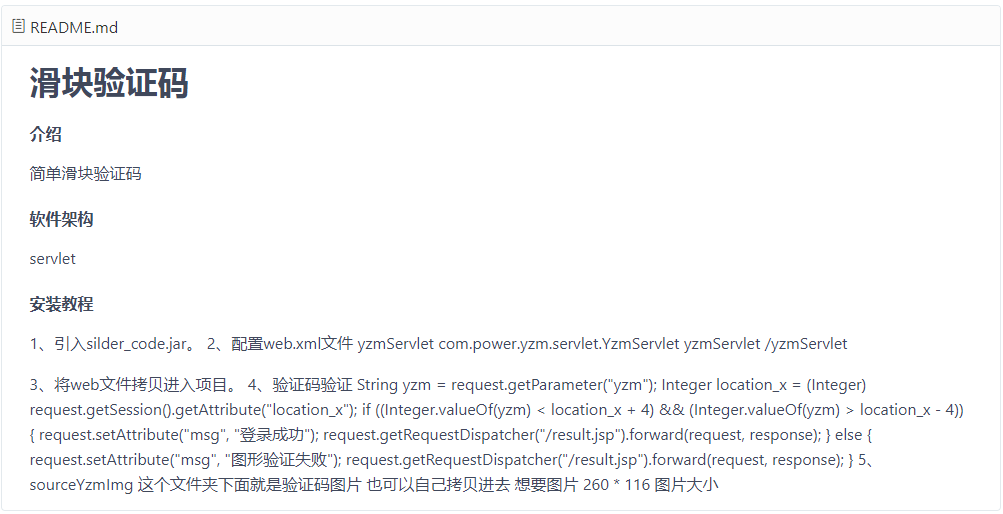 README.md
滑块验证码
介绍
简单滑块验证码
软件架构
servlet
安装教程
1、引入silder_code.jar。 2、配置web.xml文件 yzmServlet com.power.yzm.servlet.YzmServlet yzmServlet /yzmServlet
3、将web文件拷贝进入项目。 4、验证码验证 String yzm = request.getParameter("yzm"); Integer location_x = (Integer)
request.getSession().getAttribute("location_x"); if ((Integer.valueOf(yzm) < location_x + 4) && (Integer.valueOf(yzm) > location_x - 4))
{ request.setAttribute("msg", "登录成功"); request.getRequestDispatcher("/result.jsp").forward(request, response); } else {
request.setAttribute("msg", "图形验证失败"); request.getRequestDispatcher("/result.jsp").forward(request, response); } 5、
sourceYzmImg 这个文件夹下面就是验证码图片 也可以自己拷贝进去 想要图片 260 * 116 图片大小